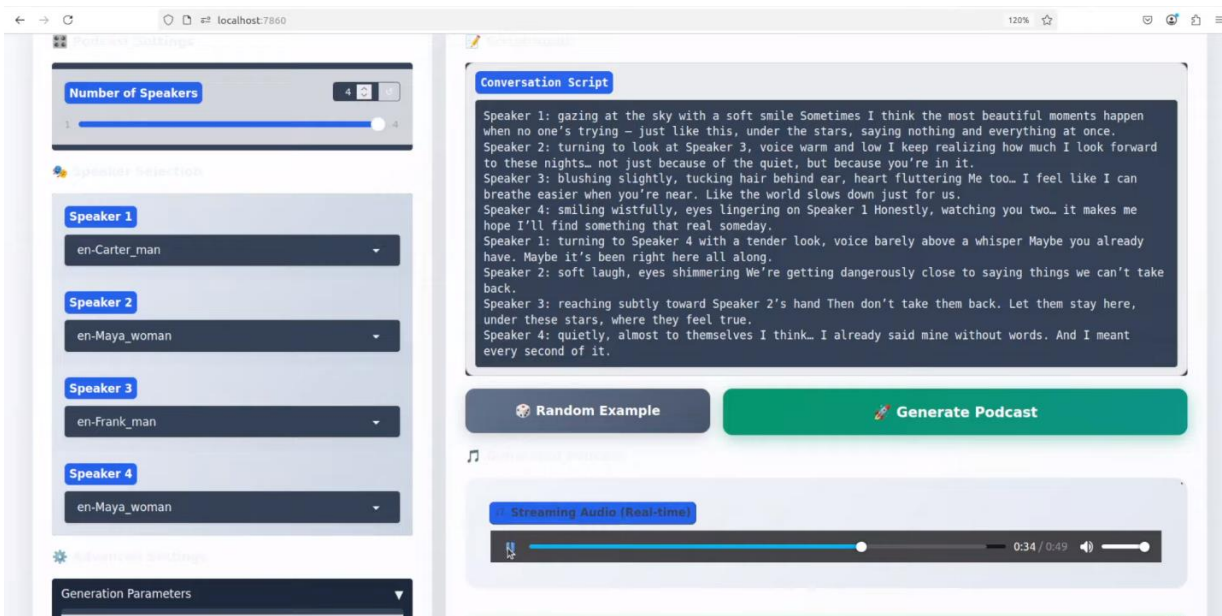 localhost:7860
120%
Podcast Settings
Number of Speakers
4
1
4
Speaker Selection
Speaker 1
en-Carter_man
Speaker 2
en-Maya_woman
Speaker 3
en-Frank_man
Speaker 4
en-Maya_woman
Advanced Settings
Generation Parameters
Conversation Script
Speaker 1: gazing at the sky with a soft smile Sometimes I think the most beautiful moments happen
when no one’s trying — just like this, under the stars, saying nothing and everything at once.
Speaker 2: turning to look at Speaker 3, voice warm and low I keep realizing how much I look forward
to these nights… not just because of the quiet, but because you’re in it.
Speaker 3: blushing slightly, tucking hair behind ear, heart fluttering Me too… I feel like I can
breathe easier when you’re near. Like the world slows down just for us.
Speaker 4: smiling wistfully, eyes lingering on Speaker 1 Honestly, watching you two… it makes me
hope I’ll find something that real someday.
Speaker 1: turning to Speaker 4 with a tender look, voice barely above a whisper Maybe you already
have. Maybe it’s been right here all along.
Speaker 2: soft laugh, eyes shimmering We’re getting dangerously close to saying things we can’t take
back.
Speaker 3: reaching subtly toward Speaker 2’s hand Then don’t take them back. Let them stay here,
under these stars, where they feel true.
Speaker 4: quietly, almost to themselves I think… I already said mine without words. And I meant
every second of it.
Random Example
Generate Podcast
Streaming Audio (Real-time)
0:34 / 0:49